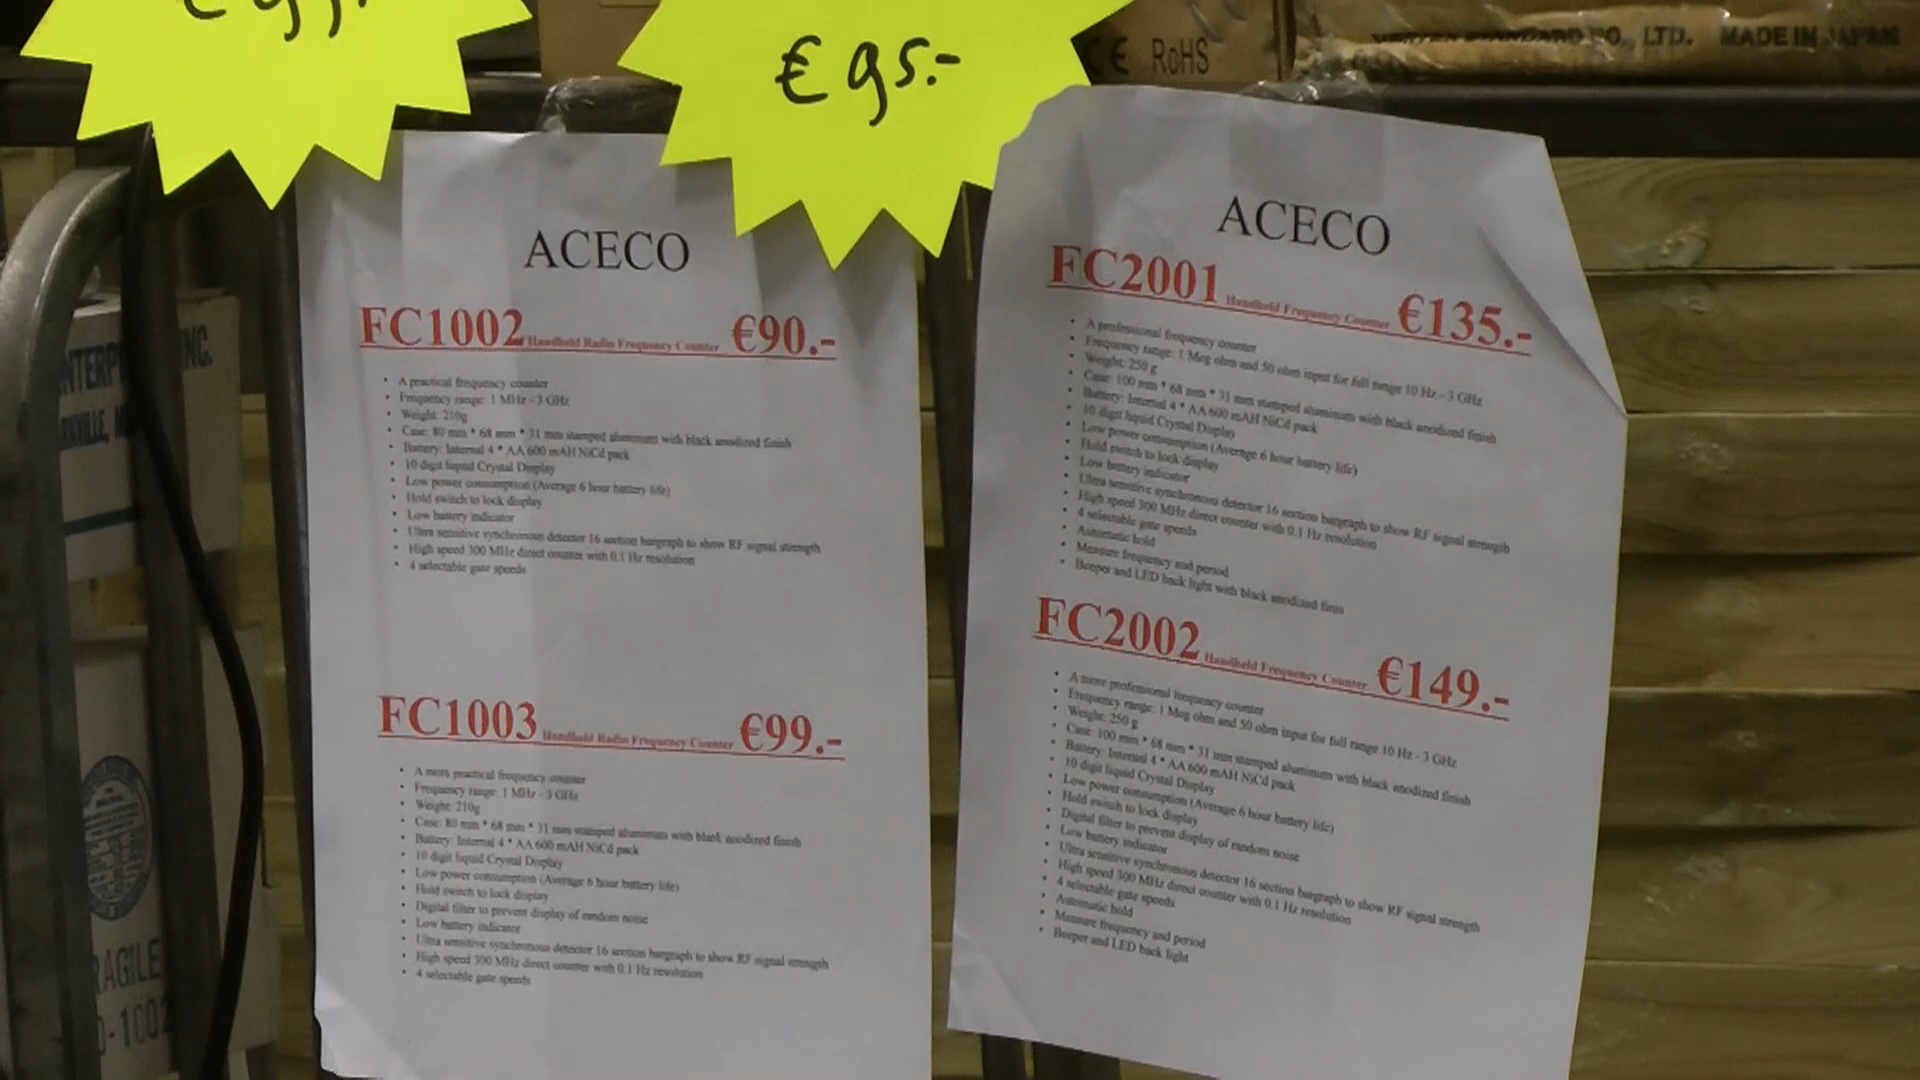 € 95.-
CE RoHS
STANDARD CO., LTD. MADE IN JAPAN
INC.
ACECO
FC1002 Handheld Radio Frequency Counter €90.-
• A practical frequency counter
• Frequency range: 1 MHz - 3 GHz
• Weight: 210g
• Case: 80 mm * 68 mm * 31 mm stamped aluminum with black anodized finish
• Battery: Internal 4 * AA 600 mAH NiCd pack
• 10 digit liquid Crystal Display
• Low power consumption (Average 6 hour battery life)
• Hold switch to lock display
• Low battery indicator
• Ultra sensitive synchronous detector 16 section bargraph to show RF signal strength
• High speed 300 MHz direct counter with 0.1 Hz resolution
• 4 selectable gate speeds
FC1003 Handheld Radio Frequency Counter €99.-
• A more practical frequency counter
• Frequency range: 1 MHz - 3 GHz
• Weight: 210g
• Case: 80 mm * 68 mm * 31 mm stamped aluminum with black anodized finish
• Battery: Internal 4 * AA 600 mAH NiCd pack
• 10 digit liquid Crystal Display
• Low power consumption (Average 6 hour battery life)
• Hold switch to lock display
• Digital filter to prevent display of random noise
• Low battery indicator
• Ultra sensitive synchronous detector 16 section bargraph to show RF signal strength
• High speed 300 MHz direct counter with 0.1 Hz resolution
• 4 selectable gate speeds
ACECO
FC2001 Handheld Frequency Counter €135.-
• A professional frequency counter
• Frequency range: 1 Meg ohm and 50 ohm input for full range 10 Hz - 3 GHz
• Weight: 250 g
• Case: 100 mm * 68 mm * 31 mm stamped aluminum with black anodized finish
• Battery: Internal 4 * AA 600 mAH NiCd pack
• 10 digit liquid Crystal Display
• Low power consumption (Average 6 hour battery life)
• Hold switch to lock display
• Low battery indicator
• Ultra sensitive synchronous detector 16 section bargraph to show RF signal strength
• High speed 300 MHz direct counter with 0.1 Hz resolution
• 4 selectable gate speeds
• Automatic hold
• Measure frequency and period
• Beeper and LED back light with black anodized finis
FC2002 Handheld Frequency Counter €149.-
• A more professional frequency counter
• Frequency range: 1 Meg ohm and 50 ohm input for full range 10 Hz - 3 GHz
• Weight: 250 g
• Case: 100 mm * 68 mm * 31 mm stamped aluminum with black anodized finish
• Battery: Internal 4 * AA 600 mAH NiCd pack
• 10 digit liquid Crystal Display
• Low power consumption (Average 6 hour battery life)
• Hold switch to lock display
• Digital filter to prevent display of random noise
• Low battery indicator
• Ultra sensitive synchronous detector 16 section bargraph to show RF signal strength
• High speed 300 MHz direct counter with 0.1 Hz resolution
• 4 selectable gate speeds
• Automatic hold
• Measure frequency and period
• Beeper and LED back light
RAGILE
-1002